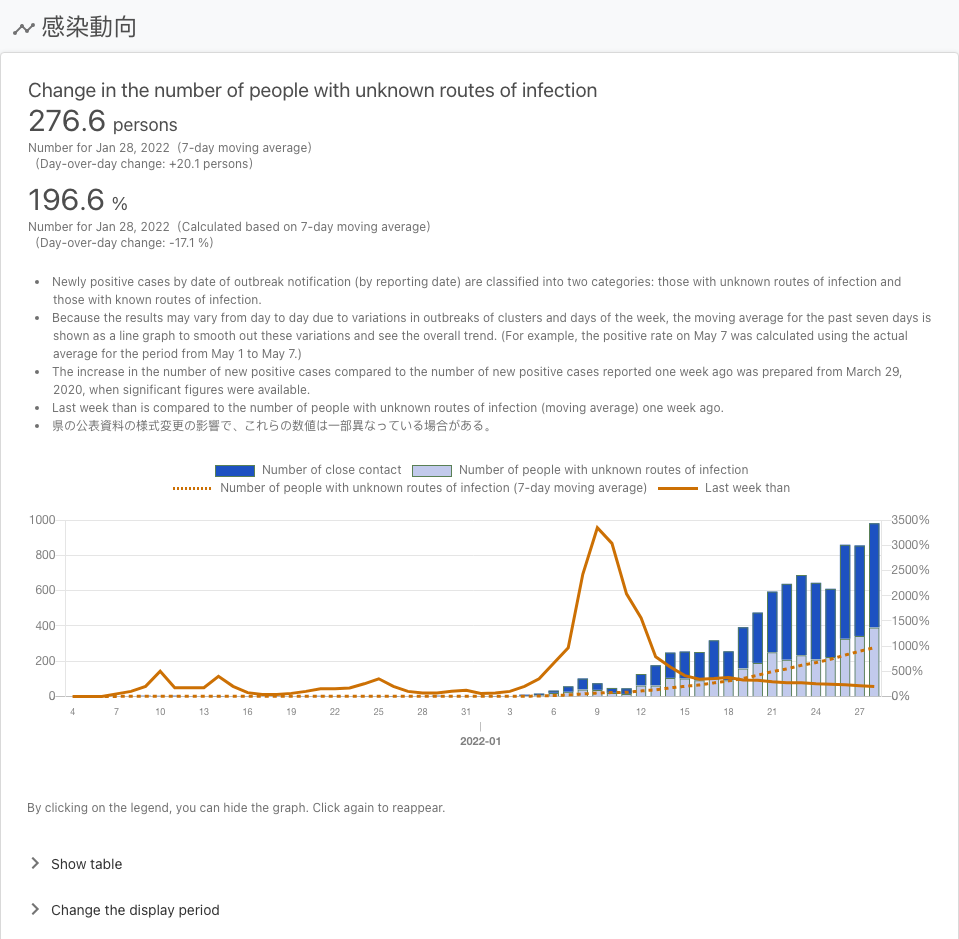 感染動向
Change in the number of people with unknown routes of infection
276.6 persons
Number for Jan 28, 2022（7-day moving average）
（Day-over-day change: +20.1 persons）
196.6 %
Number for Jan 28, 2022（Calculated based on 7-day moving average）
（Day-over-day change: -17.1 %）
• Newly positive cases by date of outbreak notification (by reporting date) are classified into two categories: those with unknown routes of infection and
those with known routes of infection.
• Because the results may vary from day to day due to variations in outbreaks of clusters and days of the week, the moving average for the past seven days is
shown as a line graph to smooth out these variations and see the overall trend. (For example, the positive rate on May 7 was calculated using the actual
average for the period from May 1 to May 7.)
• The increase in the number of new positive cases compared to the number of new positive cases reported one week ago was prepared from March 29,
2020, when significant figures were available.
• Last week than is compared to the number of people with unknown routes of infection (moving average) one week ago.
• 県の公表資料の様式変更の影響で、これらの数値は一部異なっている場合がある。
Number of close contact Number of people with unknown routes of infection
Number of people with unknown routes of infection (7-day moving average) Last week than
1000 3500%
800 3000%
600 2500%
400 2000%
200 1500%
0 1000%
500%
0%
4 7 10 13 16 19 22 25 28 31 3 6 9 12 15 18 21 24 27
2022-01
By clicking on the legend, you can hide the graph. Click again to reappear.
Show table
Change the display period